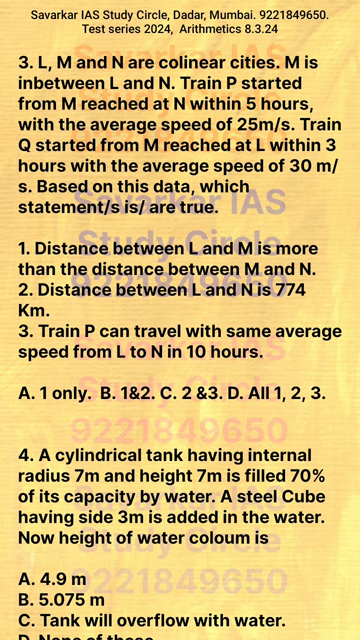 Savarkar IAS Study Circle, Dadar, Mumbai. 9221849650.
Test series 2024, Arithmetics 8.3.24
3. L, M and N are colinear cities. M is
inbetween L and N. Train P started
from M reached at N within 5 hours,
with the average speed of 25m/s. Train
Q started from M reached at L within 3
hours with the average speed of 30 m/
s. Based on this data, which
statement/s is/ are true.
1. Distance between L and M is more
than the distance between M and N.
2. Distance between L and N is 774
Km.
3. Train P can travel with same average
speed from L to N in 10 hours.
A. 1 only. B. 1&2. C. 2 &3. D. All 1, 2, 3.
4. A cylindrical tank having internal
radius 7m and height 7m is filled 70%
of its capacity by water. A steel Cube
having side 3m is added in the water.
Now height of water coloum is
A. 4.9 m
B. 5.075 m
C. Tank will overflow with water.
D. None of these